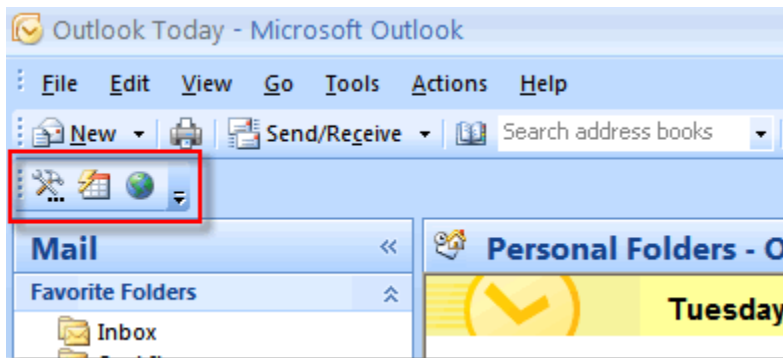 Outlook Today - Microsoft Outlook
File Edit View Go Tools Actions Help
New Send/Receive Search address books
Mail « Personal Folders - O
Favorite Folders
Tuesday
Inbox